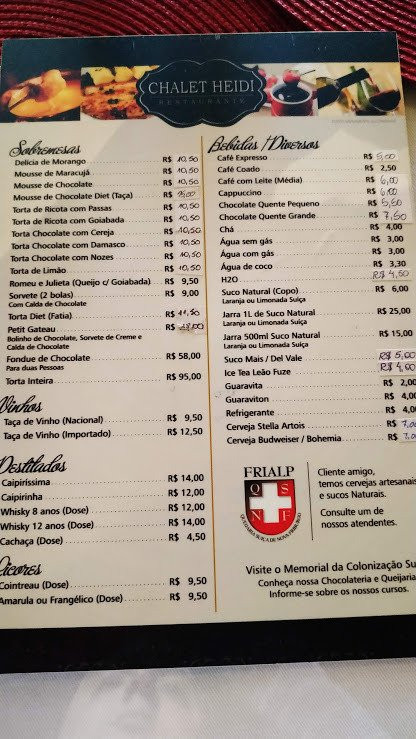 CHALET HEIDI
RESTAURANTE
Sobremesas
Delícia de Morango R$ 10,50
Mousse de Maracujá R$ 10,50
Mousse de Chocolate R$ 10,50
Mousse de Chocolate Diet (Taça) R$
Torta de Ricota com Passas R$ 10,50
Torta de Ricota com Goiabada R$ 10,50
Torta Chocolate com Cereja R$ 10,50
Torta Chocolate com Damasco R$ 10,50
Torta Chocolate com Nozes R$ 10,50
Torta de Limão R$ 10,50
Romeu e Julieta (Queijo c/ Goiabada) R$ 9,50
Sorvete (2 bolas) R$ 9,00
Com Calda de Chocolate
Torta Diet (Fatia) R$ 11,50
Petit Gateau R$ 28,00
Bolinho de Chocolate, Sorvete de Creme e
Calda de Chocolate
Fondue de Chocolate R$ 58,00
Para duas Pessoas
Torta Inteira R$ 95,00
Vinhos
Taça de Vinho (Nacional) R$ 9,50
Taça de Vinho (Importado) R$ 12,50
Destilados
Caipiríssima R$ 14,00
Caipirinha R$ 12,00
Whisky 8 anos (Dose) R$ 12,00
Whisky 12 anos (Dose) R$ 14,00
Cachaça (Dose) R$ 4,50
Licores
Cointreau (Dose) R$ 9,50
Amarula ou Frangélico (Dose) R$ 9,50
Bebidas / Diversos
Café Expresso R$ 5,00
Café Coado R$ 2,50
Café com Leite (Média) R$ 6,00
Cappuccino R$ 6,00
Chocolate Quente Pequeno R$ 5,50
Chocolate Quente Grande R$ 7,50
Chá R$ 4,00
Água sem gás R$ 3,00
Água com gás R$ 3,00
Água de coco R$ 3,30
H2O R$ 4,50
Suco Natural (Copo) R$ 6,00
Laranja ou Limonada Suíça
Jarra 1L de Suco Natural R$ 25,00
Laranja ou Limonada Suíça
Jarra 500ml Suco Natural R$ 15,00
Laranja ou Limonada Suíça
Suco Mais / Del Vale R$ 5,00
Ice Tea Leão Fuze R$ 4,00
Guaravita R$ 2,0
Guaraviton R$ 4,0
Refrigerante R$ 4,0
Cerveja Stella Artois R$ 7,0
Cerveja Budweiser / Bohemia R$ 7,
FRIALP
Q S
N F
QUEIJARIA SUÍÇA DE NOVA FRIBURGO
Cliente amigo,
temos cervejas artesanais
e sucos Naturais.
Consulte um de
nossos atendentes.
Visite o Memorial da Colonização Su
Conheça nossa Chocolateria e Queijaria
Informe-se sobre os nossos cursos.